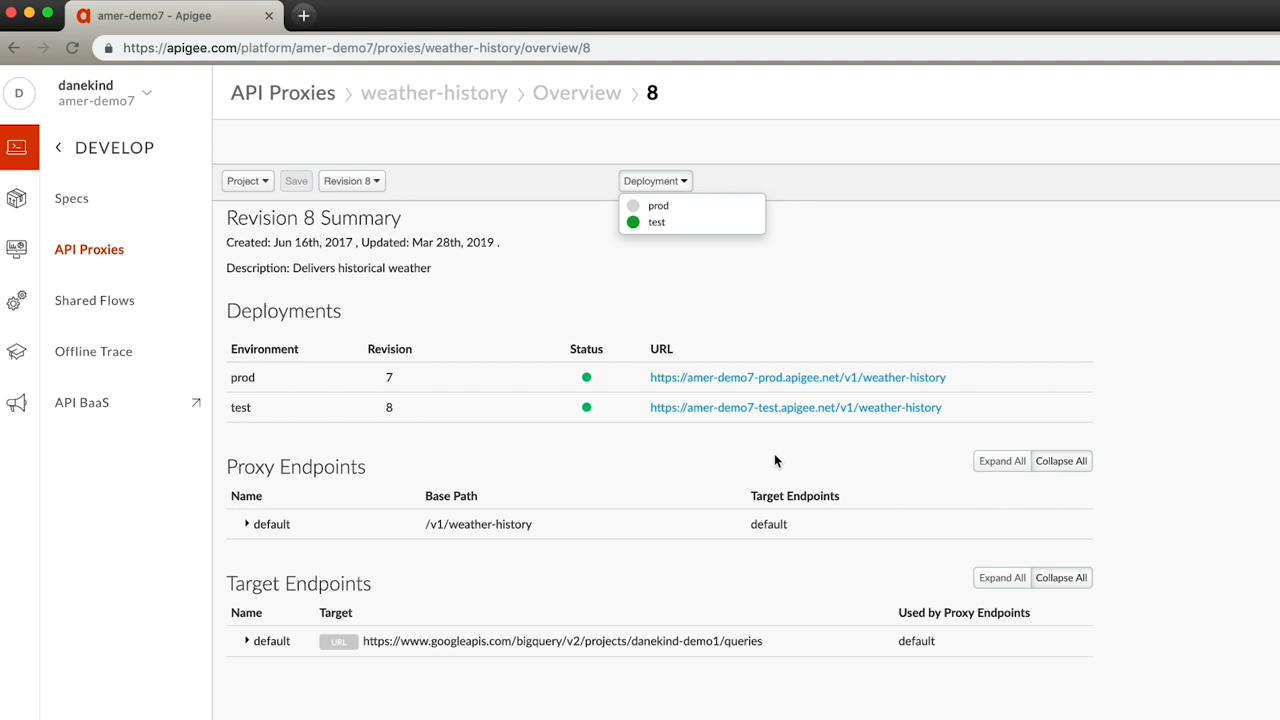 amer-demo7 - Apigee
https://apigee.com/platform/amer-demo7/proxies/weather-history/overview/8
D
danekind
amer-demo7
DEVELOP
Specs
API Proxies
Shared Flows
Offline Trace
API BaaS
API Proxies > weather-history > Overview > 8
Project Save Revision 8 Deployment
prod
test
Revision 8 Summary
Created: Jun 16th, 2017 , Updated: Mar 28th, 2019 .
Description: Delivers historical weather
Deployments
Environment Revision Status URL
prod 7 https://amer-demo7-prod.apigee.net/v1/weather-history
test 8 https://amer-demo7-test.apigee.net/v1/weather-history
Proxy Endpoints Expand All Collapse All
Name Base Path Target Endpoints
default /v1/weather-history default
Target Endpoints Expand All Collapse All
Name Target Used by Proxy Endpoints
default URL https://www.googleapis.com/bigquery/v2/projects/danekind-demo1/queries default